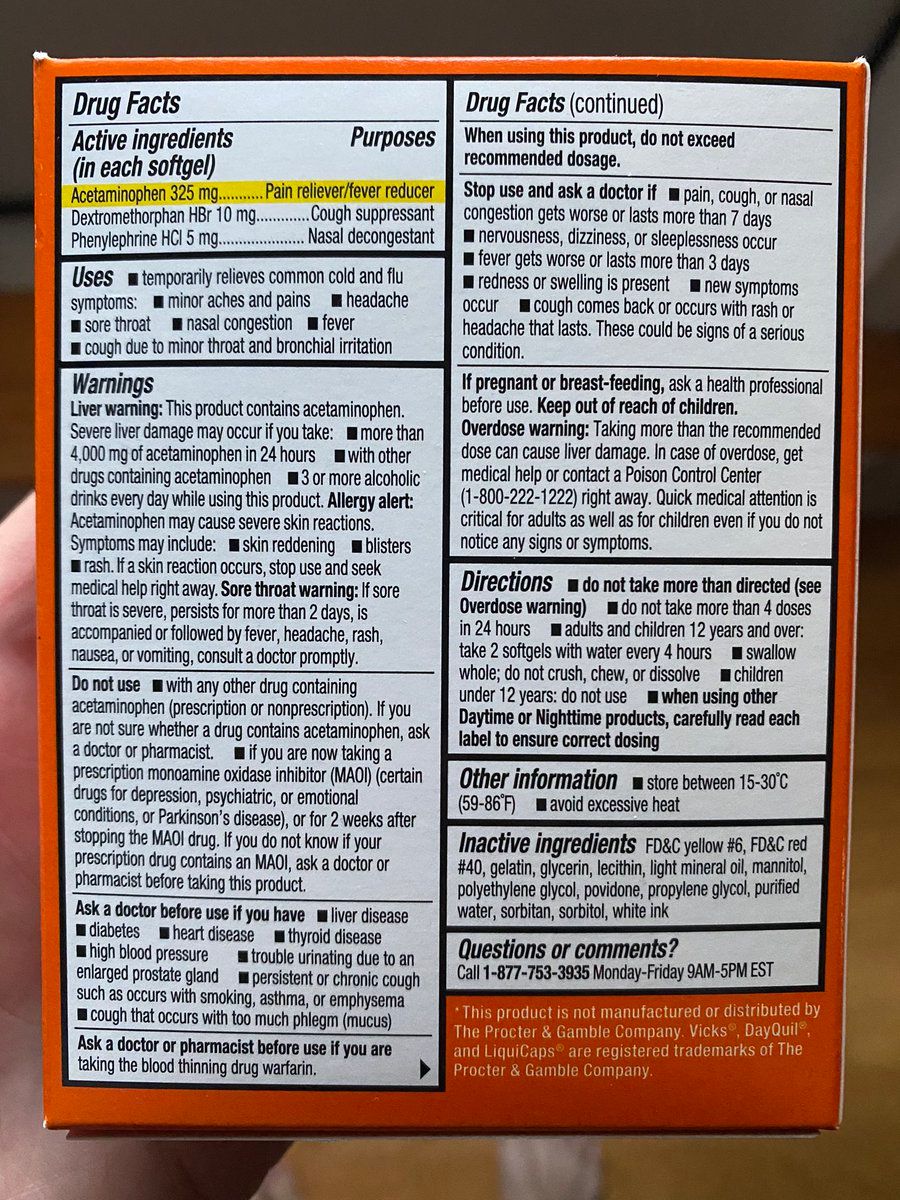 Drug Facts
Active ingredients Purposes
(in each softgel)
Acetaminophen 325 mg...........Pain reliever/fever reducer
Dextromethorphan HBr 10 mg.............Cough suppressant
Phenylephrine HCl 5 mg..................... Nasal decongestant
Uses ■ temporarily relieves common cold and flu
symptoms: ■ minor aches and pains ■ headache
■ sore throat ■ nasal congestion ■ fever
■ cough due to minor throat and bronchial irritation
Warnings
Liver warning: This product contains acetaminophen.
Severe liver damage may occur if you take: ■ more than
4,000 mg of acetaminophen in 24 hours ■ with other
drugs containing acetaminophen ■ 3 or more alcoholic
drinks every day while using this product. Allergy alert:
Acetaminophen may cause severe skin reactions.
Symptoms may include: ■ skin reddening ■ blisters
■ rash. If a skin reaction occurs, stop use and seek
medical help right away. Sore throat warning: If sore
throat is severe, persists for more than 2 days, is
accompanied or followed by fever, headache, rash,
nausea, or vomiting, consult a doctor promptly.
Do not use ■ with any other drug containing
acetaminophen (prescription or nonprescription). If you
are not sure whether a drug contains acetaminophen, ask
a doctor or pharmacist. ■ if you are now taking a
prescription monoamine oxidase inhibitor (MAOI) (certain
drugs for depression, psychiatric, or emotional
conditions, or Parkinson's disease), or for 2 weeks after
stopping the MAOI drug. If you do not know if your
prescription drug contains an MAOI, ask a doctor or
pharmacist before taking this product.
Ask a doctor before use if you have ■ liver disease
■ diabetes ■ heart disease ■ thyroid disease
■ high blood pressure ■ trouble urinating due to an
enlarged prostate gland ■ persistent or chronic cough
such as occurs with smoking, asthma, or emphysema
■ cough that occurs with too much phlegm (mucus)
Ask a doctor or pharmacist before use if you are
taking the blood thinning drug warfarin.
Drug Facts (continued)
When using this product, do not exceed
recommended dosage.
Stop use and ask a doctor if ■ pain, cough, or nasal
congestion gets worse or lasts more than 7 days
■ nervousness, dizziness, or sleeplessness occur
■ fever gets worse or lasts more than 3 days
■ redness or swelling is present ■ new symptoms
occur ■ cough comes back or occurs with rash or
headache that lasts. These could be signs of a serious
condition.
If pregnant or breast-feeding, ask a health professional
before use. Keep out of reach of children.
Overdose warning: Taking more than the recommended
dose can cause liver damage. In case of overdose, get
medical help or contact a Poison Control Center
(1-800-222-1222) right away. Quick medical attention is
critical for adults as well as for children even if you do not
notice any signs or symptoms.
Directions ■ do not take more than directed (see
Overdose warning) ■ do not take more than 4 doses
in 24 hours ■ adults and children 12 years and over:
take 2 softgels with water every 4 hours ■ swallow
whole; do not crush, chew, or dissolve ■ children
under 12 years: do not use ■ when using other
Daytime or Nighttime products, carefully read each
label to ensure correct dosing
Other information ■ store between 15-30°C
(59-86°F) ■ avoid excessive heat
Inactive ingredients FD&C yellow #6, FD&C red
#40, gelatin, glycerin, lecithin, light mineral oil, mannitol,
polyethylene glycol, povidone, propylene glycol, purified
water, sorbitan, sorbitol, white ink
Questions or comments?
Call 1-877-753-3935 Monday-Friday 9AM-5PM EST
*This product is not manufactured or distributed by
The Procter & Gamble Company. Vicks®, DayQuil®,
and LiquiCaps® are registered trademarks of The
Procter & Gamble Company.